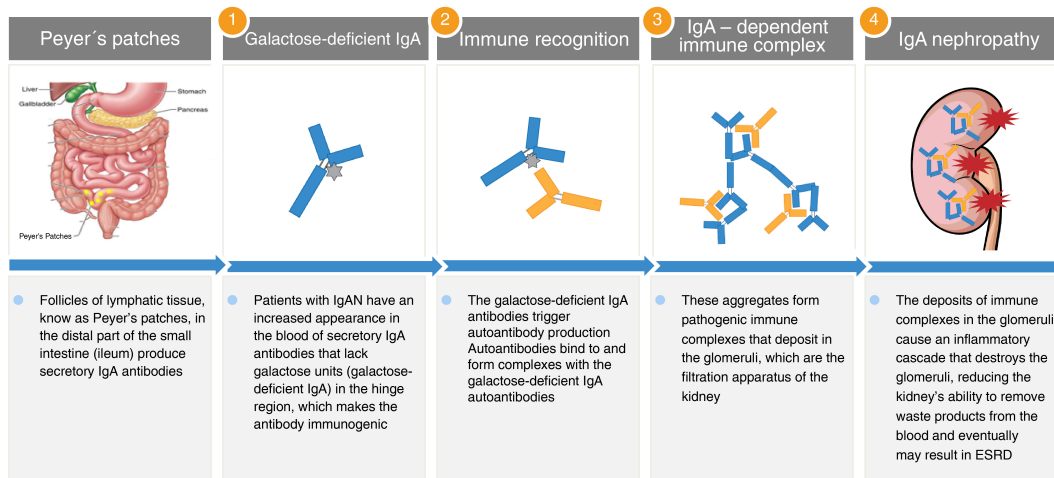 Peyer´s patches
Liver
Gallbladder
Stomach
Pancreas
Peyer's Patches
Follicles of lymphatic tissue,
know as Peyer's patches, in
the distal part of the small
intestine (ileum) produce
secretory IgA antibodies
1
Galactose-deficient IgA
Patients with IgAN have an
increased appearance in
the blood of secretory IgA
antibodies that lack
galactose units (galactose-
deficient IgA) in the hinge
region, which makes the
antibody immunogenic
2
Immune recognition
The galactose-deficient IgA
antibodies trigger
autoantibody production
Autoantibodies bind to and
form complexes with the
galactose-deficient IgA
autoantibodies
3
IgA – dependent
immune complex
These aggregates form
pathogenic immune
complexes that deposit in
the glomeruli, which are the
filtration apparatus of the
kidney
4
IgA nephropathy
The deposits of immune
complexes in the glomeruli
cause an inflammatory
cascade that destroys the
glomeruli, reducing the
kidney's ability to remove
waste products from the
blood and eventually
may result in ESRD